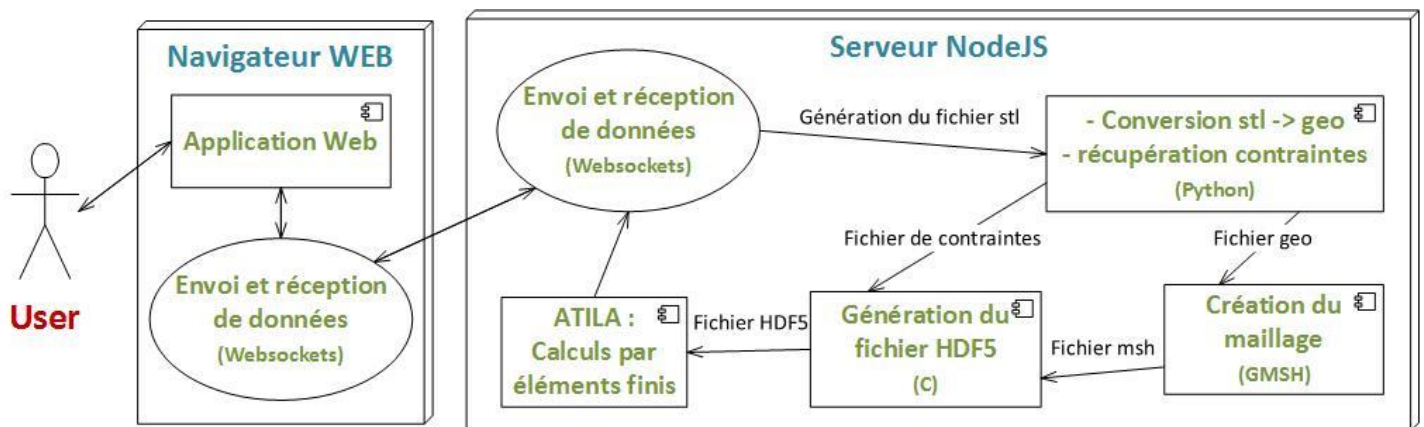 Navigateur WEB
Application Web
Envoi et réception
de données
(Websockets)
User
Serveur NodeJS
Envoi et réception
de données
(Websockets)
Génération du fichier stl
- Conversion stl -> geo
- récupération contraintes
(Python)
Fichier de contraintes
Fichier geo
ATILA :
Calculs par
éléments finis
Fichier HDF5
Génération du
fichier HDF5
(C)
Fichier msh
Création du
maillage
(GMSH)